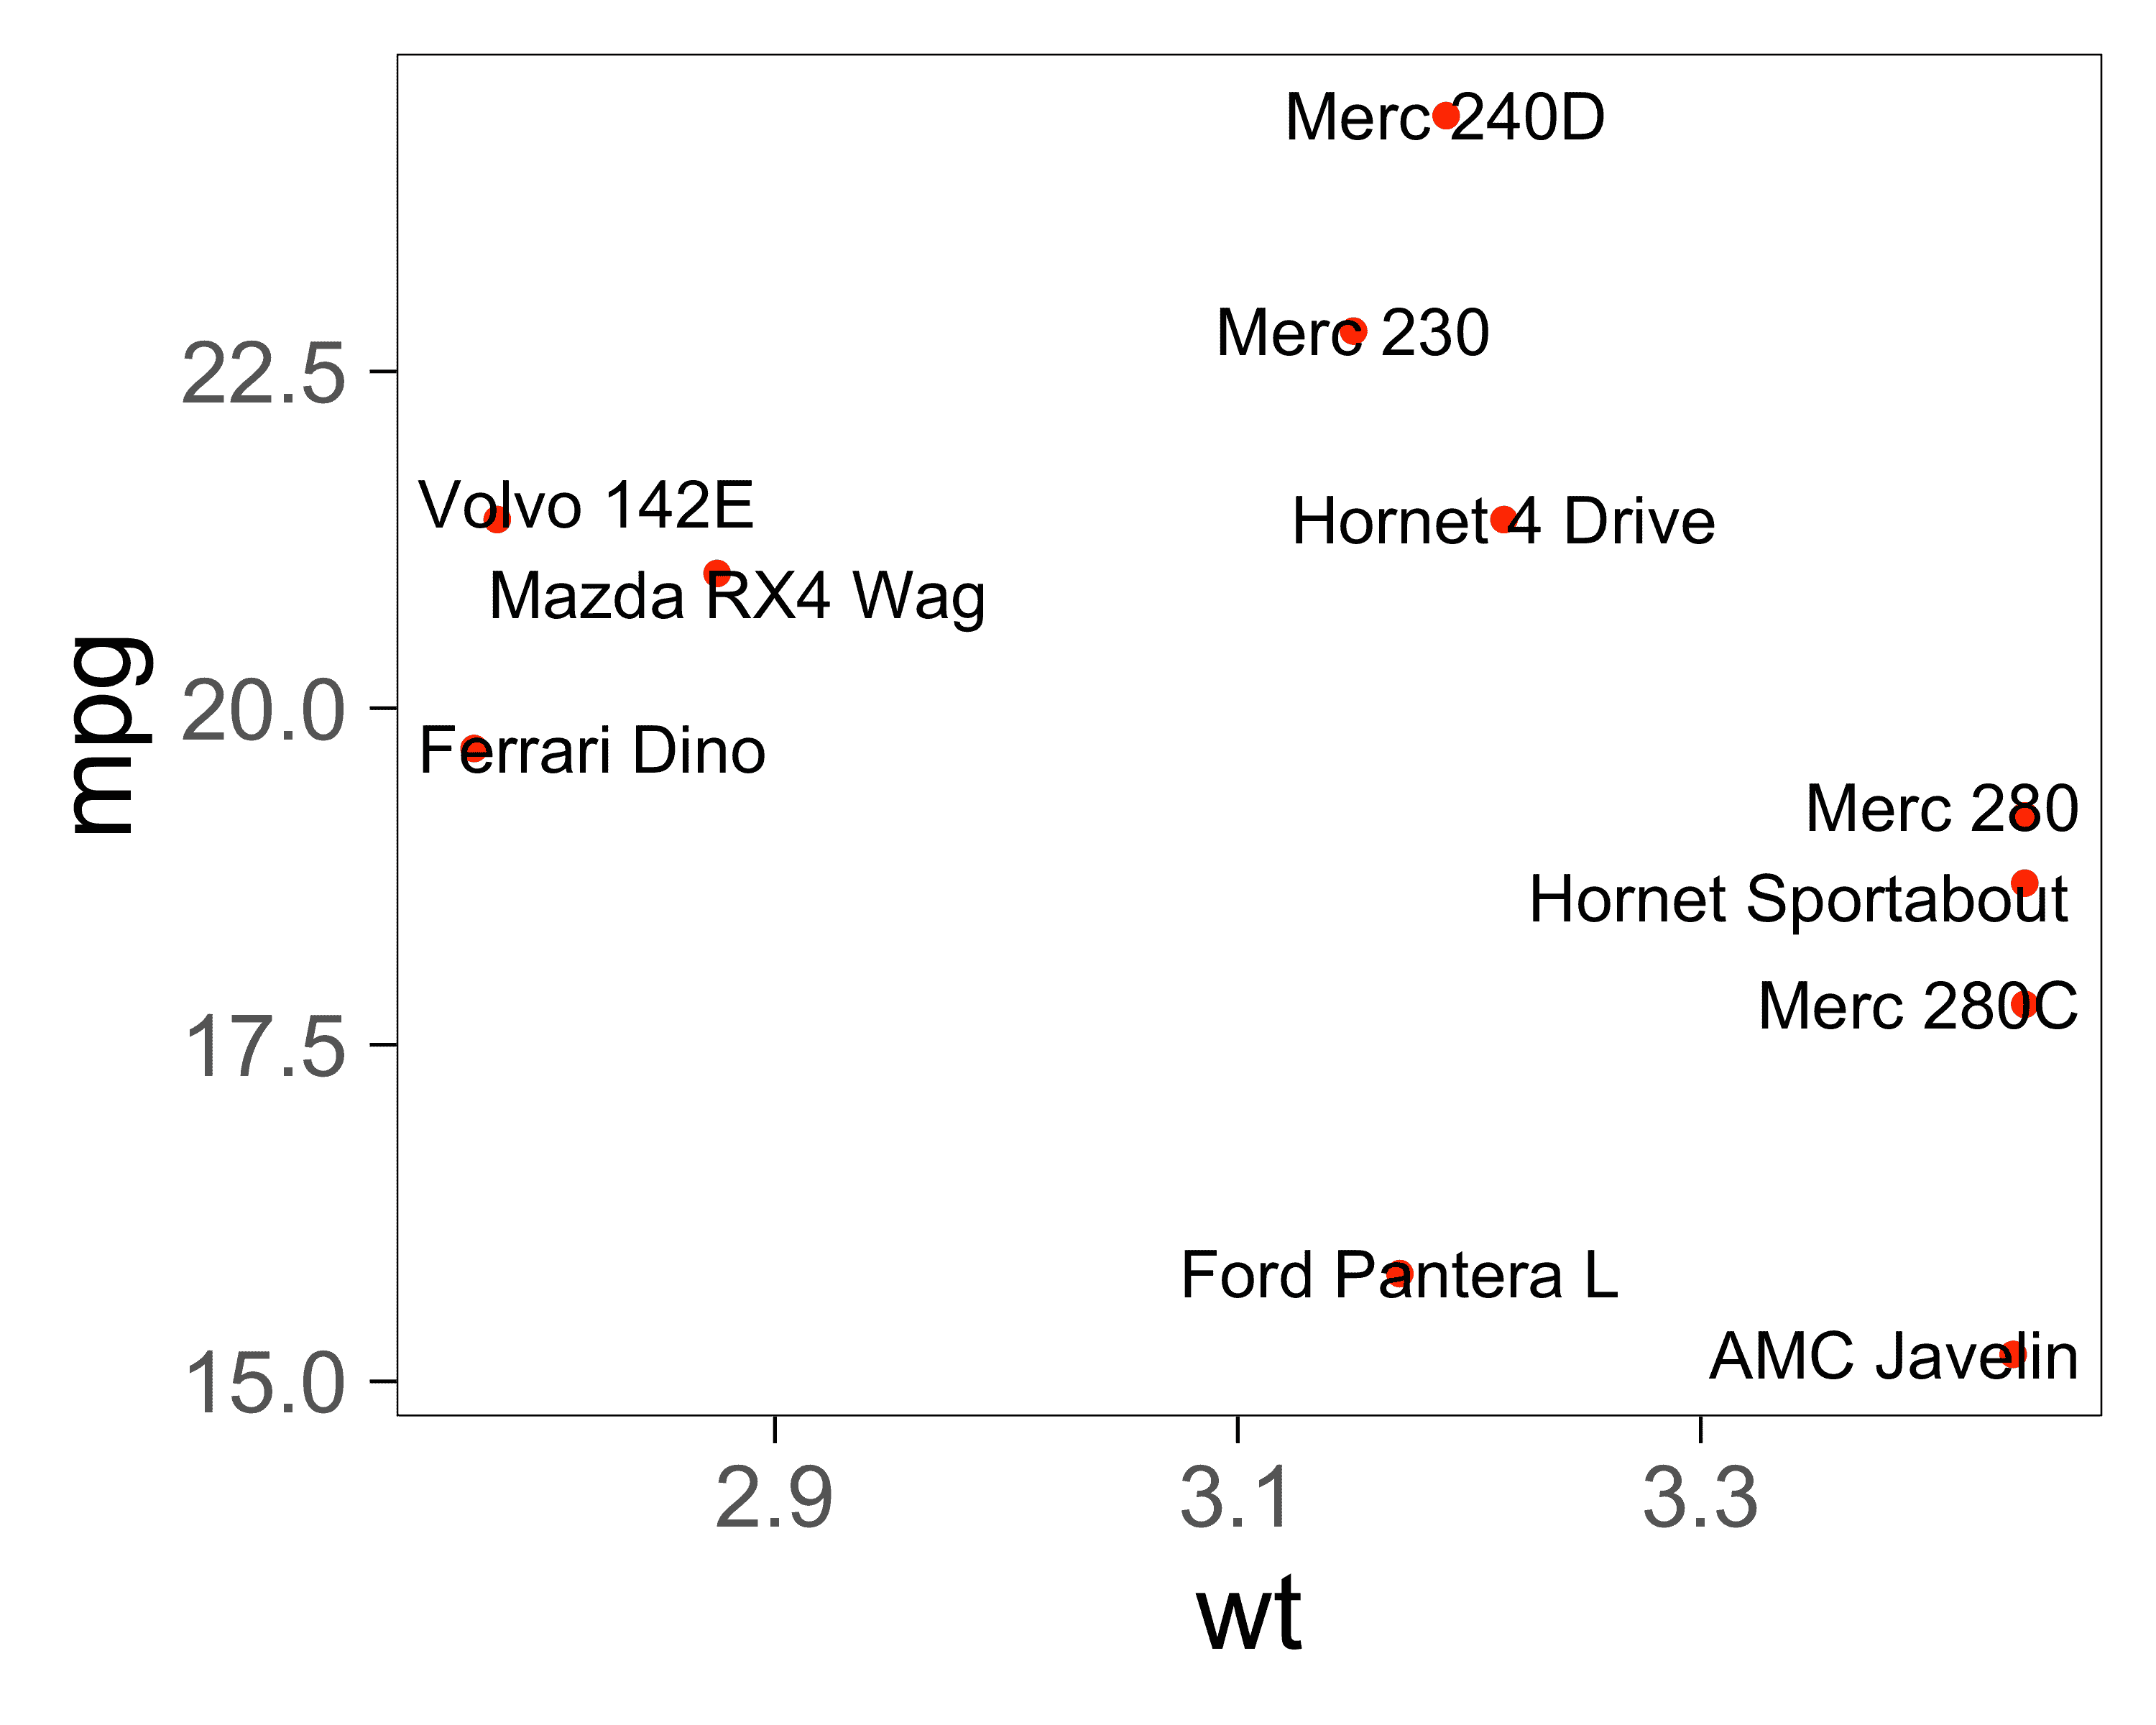 Merc 240D
Merc 230
22.5
Volvo 142E
Hornet 4 Drive
Mazda RX4 Wag
mpg
20.0
Ferrari Dino
Merc 280
Hornet Sportabout
Merc 280C
17.5
Ford Pantera L
AMC Javelin
15.0
2.9
3.1
3.3
wt